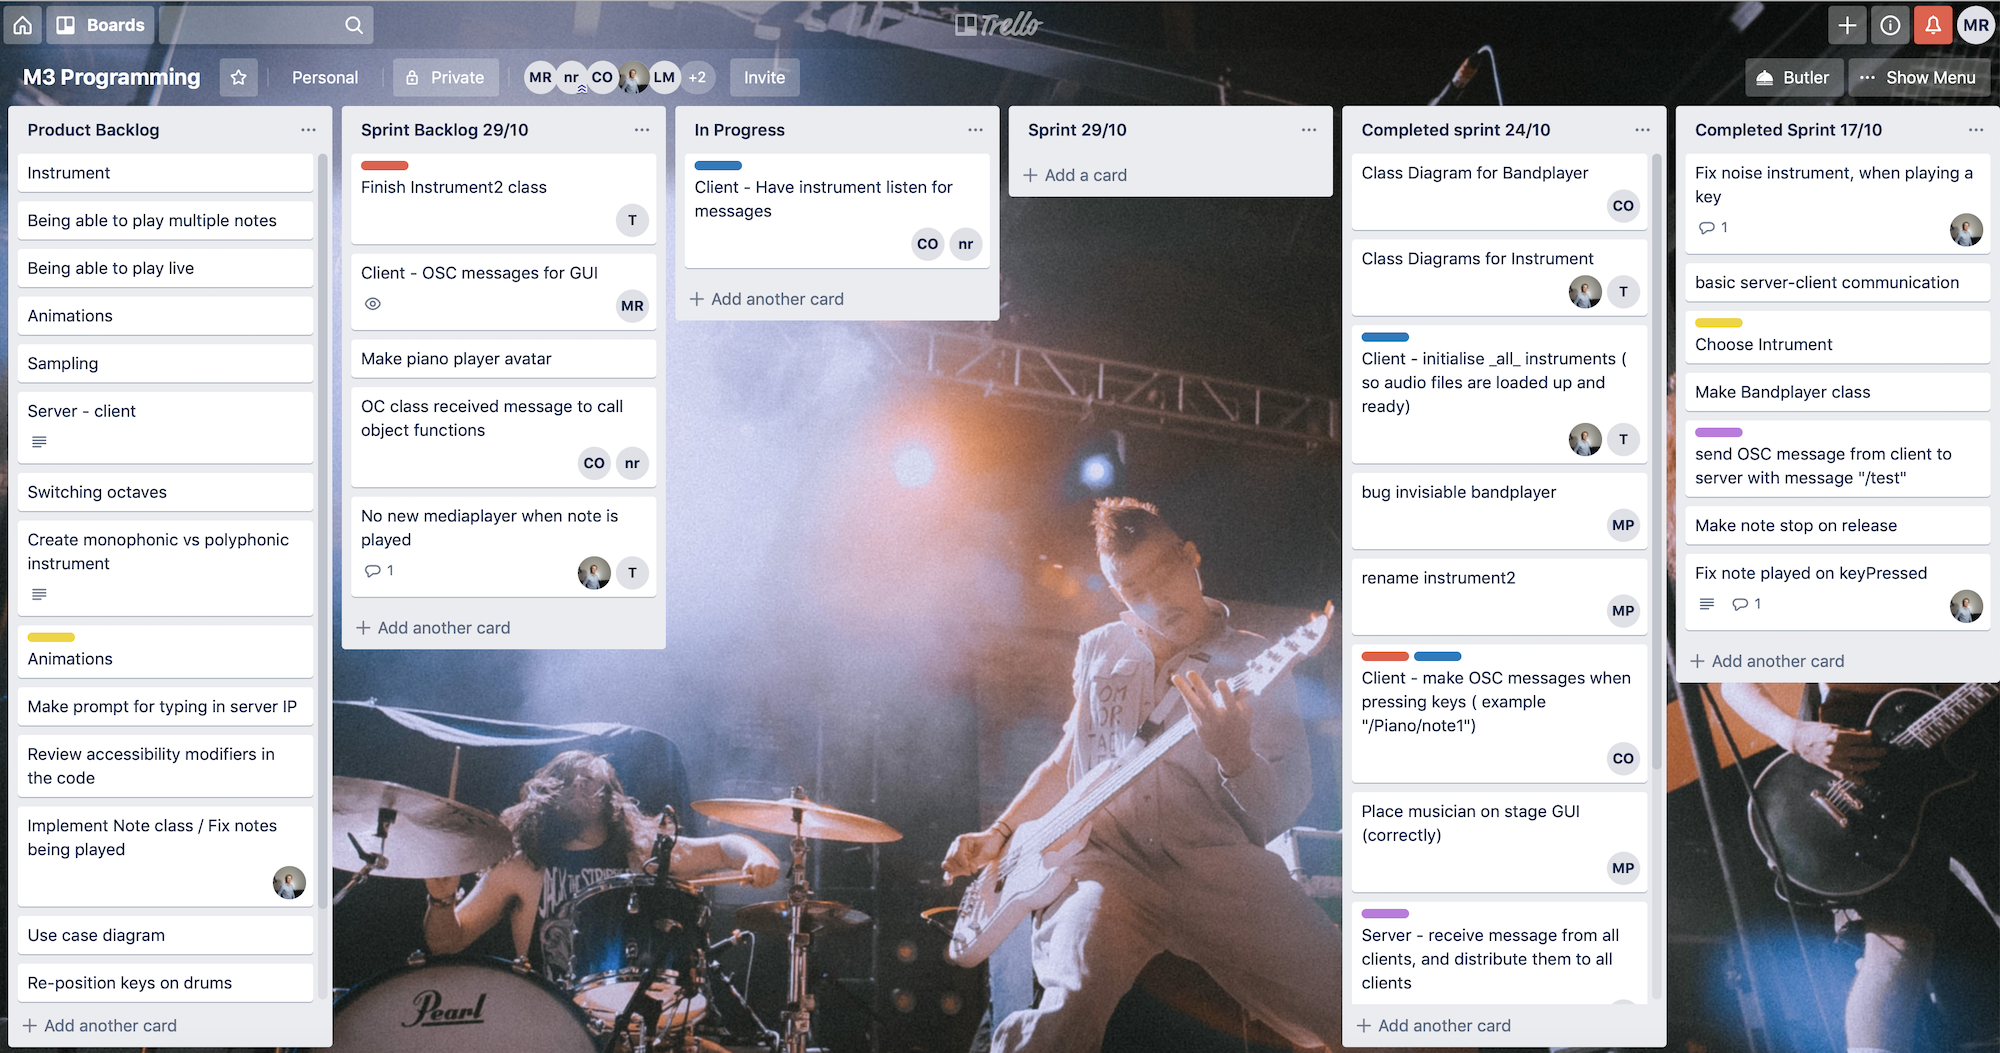 Boards
Trello
MR
M3 Programming
Personal
Private
MR
nr
CO
LM
+2
Invite
Butler
Show Menu
Product Backlog
Instrument
Being able to play multiple notes
Being able to play live
Animations
Sampling
Server - client
Switching octaves
Create monophonic vs polyphonic
instrument
Animations
Make prompt for typing in server IP
Review accessibility modifiers in
the code
Implement Note class / Fix notes
being played
Use case diagram
Re-position keys on drums
+ Add another card
Sprint Backlog 29/10
Finish Instrument2 class
T
Client - OSC messages for GUI
MR
Make piano player avatar
OC class received message to call
object functions
CO nr
No new mediaplayer when note is
played
1
T
+ Add another card
In Progress
Client - Have instrument listen for
messages
CO nr
+ Add another card
Sprint 29/10
+ Add a card
Completed sprint 24/10
Class Diagram for Bandplayer
CO
Class Diagrams for Instrument
T
Client - initialise _all_ instruments (
so audio files are loaded up and
ready)
T
bug invisiable bandplayer
MP
rename instrument2
MP
Client - make OSC messages when
pressing keys ( example
"/Piano/note1")
CO
Place musician on stage GUI
(correctly)
MP
Server - receive message from all
clients, and distribute them to all
clients
+ Add another card
Completed Sprint 17/10
Fix noise instrument, when playing a
key
1
basic server-client communication
Choose Intrument
Make Bandplayer class
send OSC message from client to
server with message "/test"
Make note stop on release
Fix note played on keyPressed
1
+ Add another card
Pearl